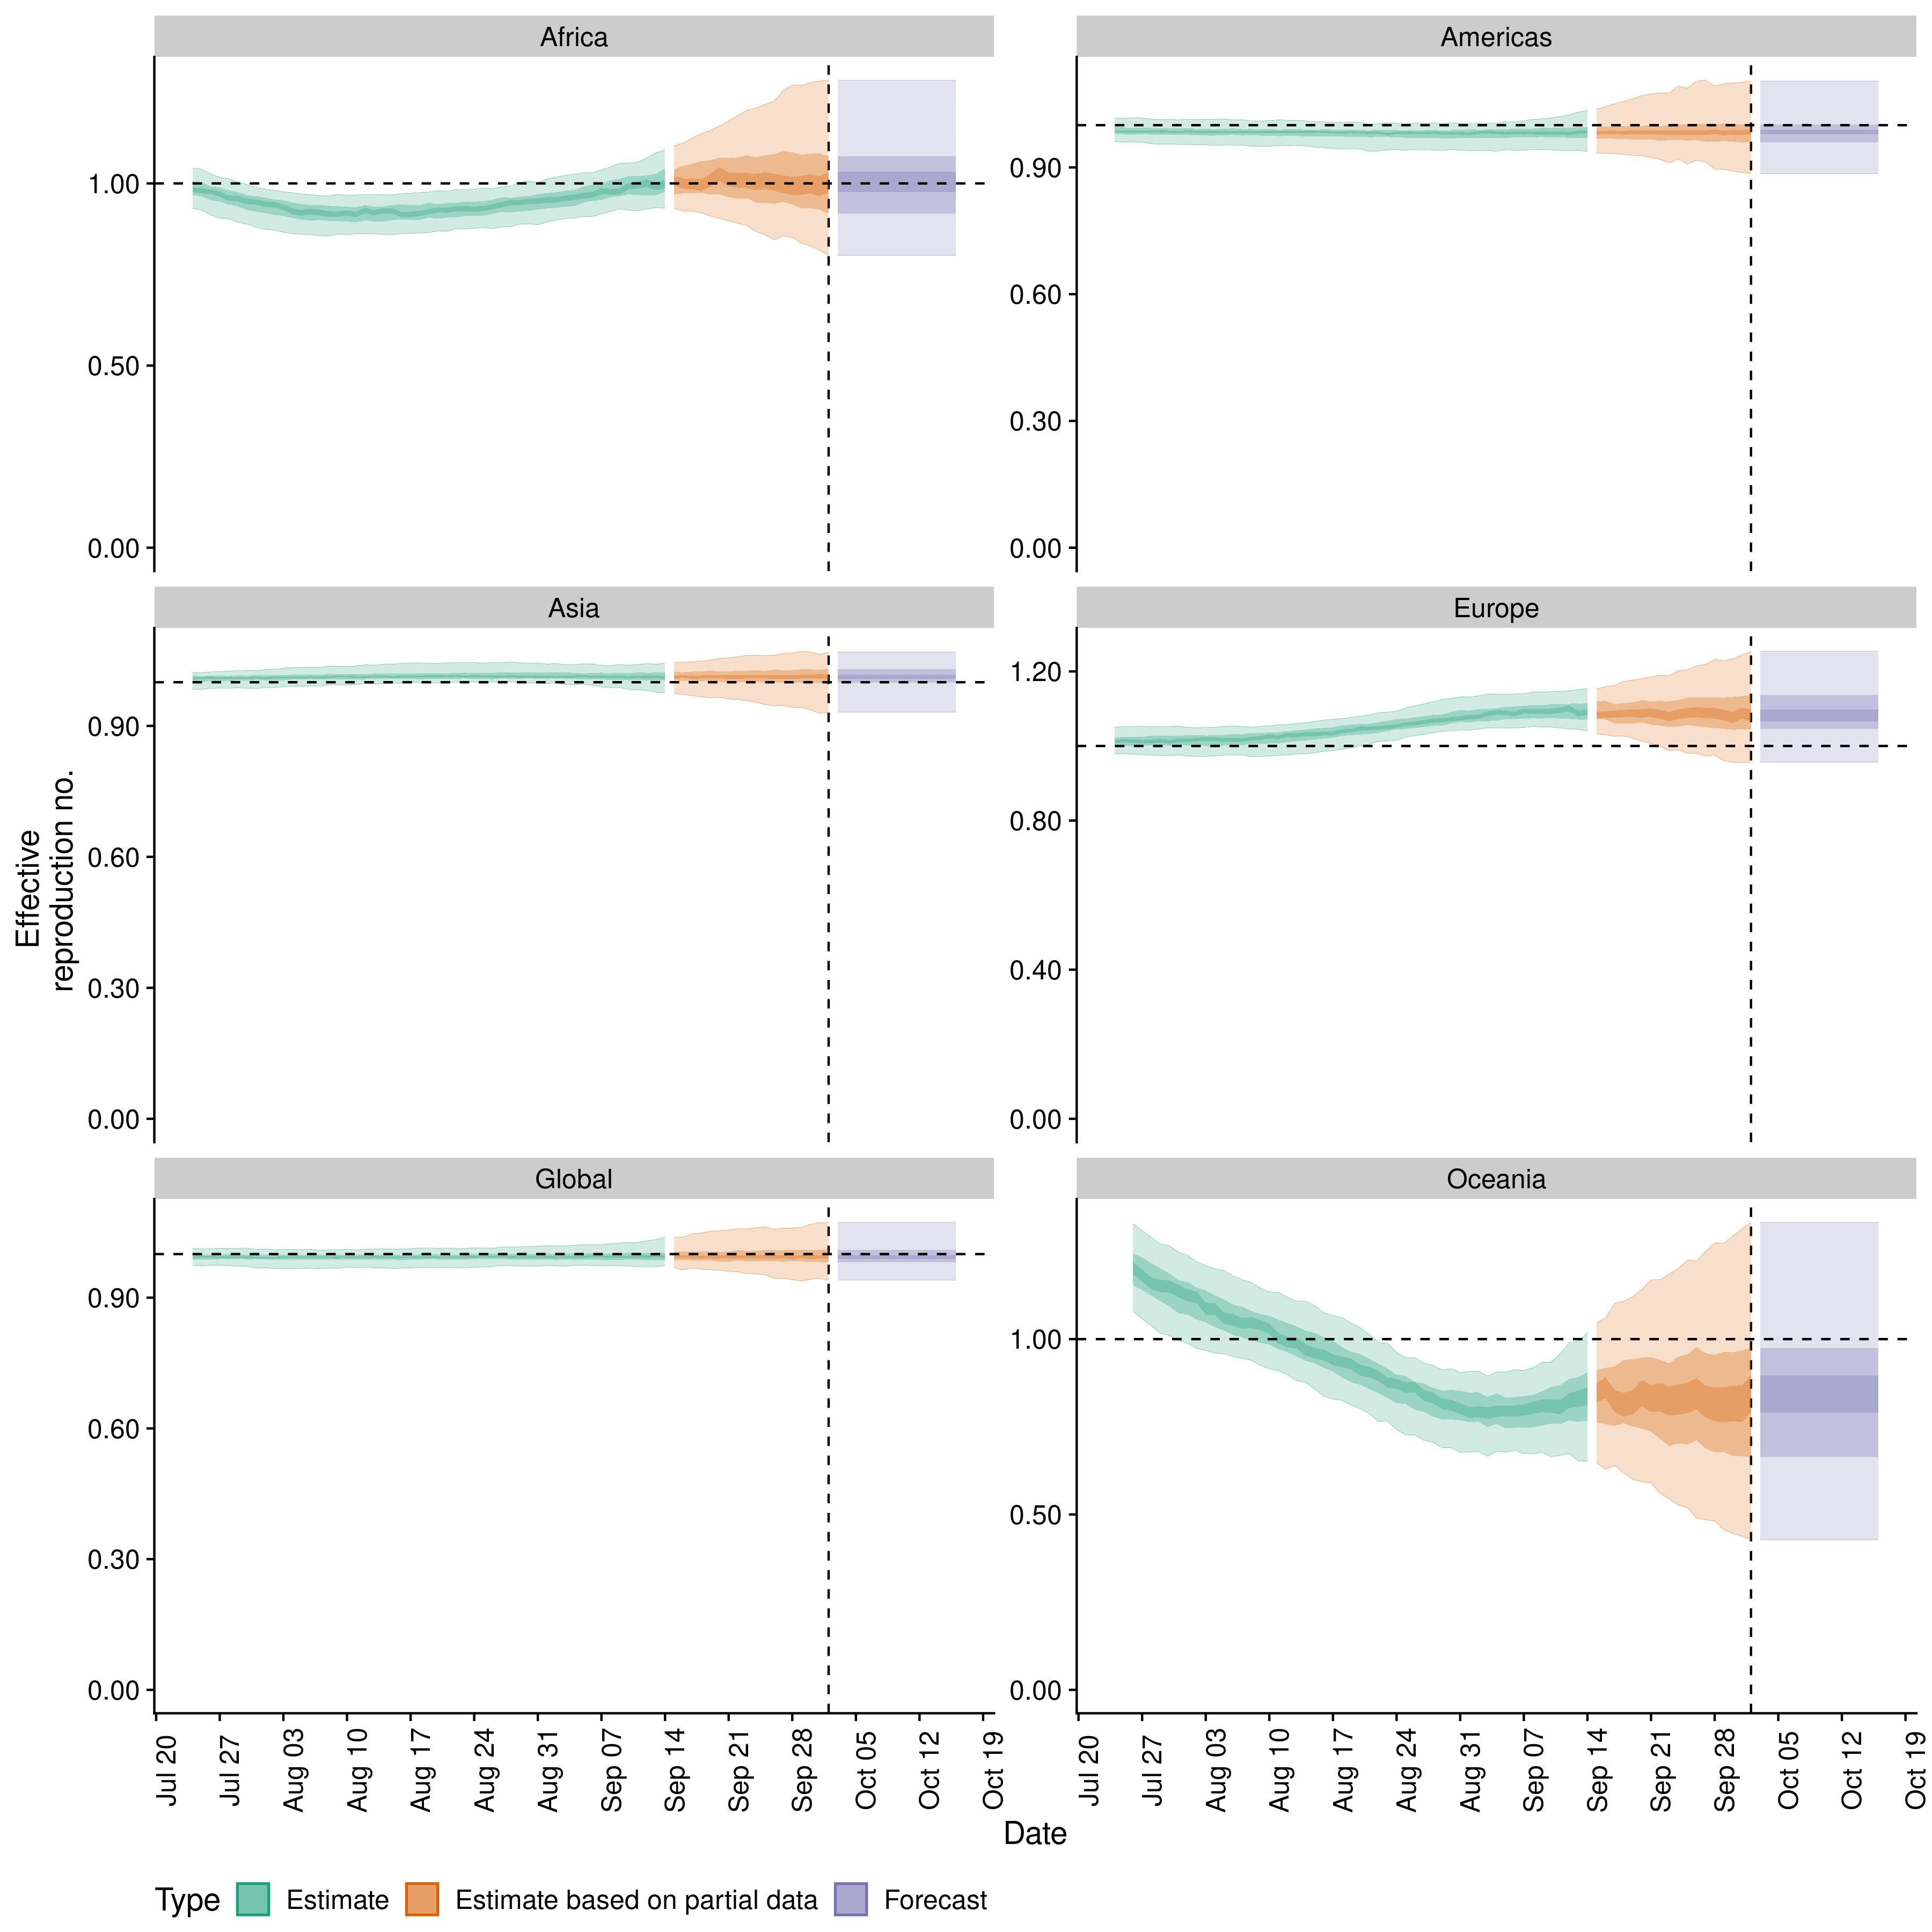 Africa
Americas
1.00
0.50
0.00
0.90
0.60
0.30
0.00
Asia
Europe
0.90
0.60
0.30
0.00
1.20
0.80
0.40
0.00
Global
Oceania
0.90
0.60
0.30
0.00
1.00
0.50
0.00
Effective
reproduction no.
Jul 20
Jul 27
Aug 03
Aug 10
Aug 17
Aug 24
Aug 31
Sep 07
Sep 14
Sep 21
Sep 28
Oct 05
Oct 12
Oct 19
Jul 20
Jul 27
Aug 03
Aug 10
Aug 17
Aug 24
Aug 31
Sep 07
Sep 14
Sep 21
Sep 28
Oct 05
Oct 12
Oct 19
Date
Type Estimate Estimate based on partial data Forecast